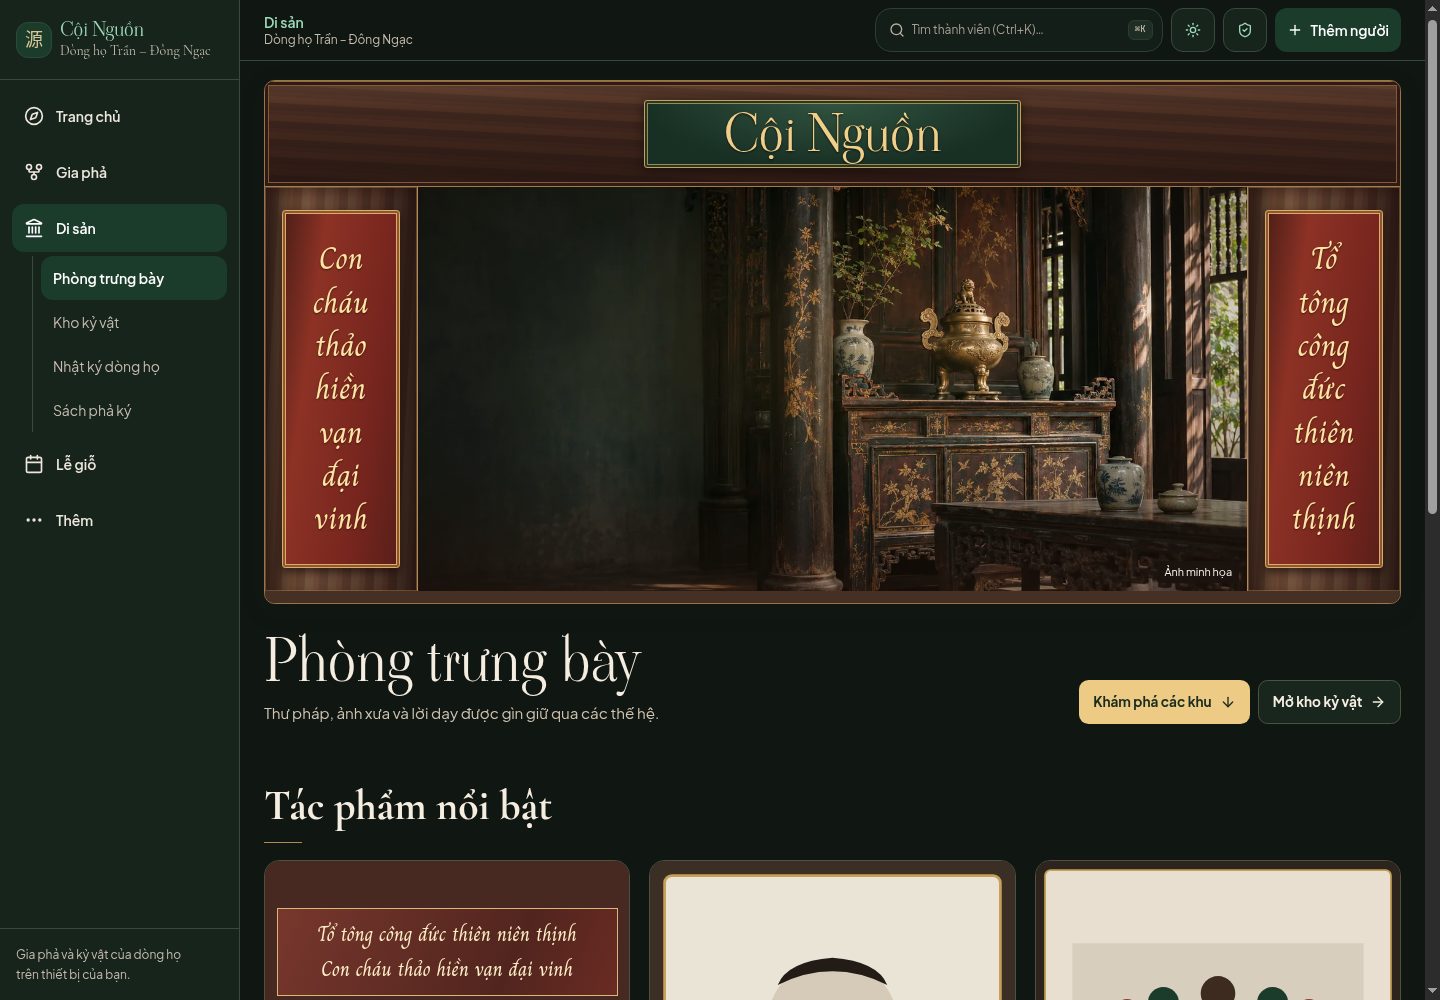 源
Cội Nguồn
Dòng họ Trần – Đông Ngạc
Trang chủ
Gia phả
Di sản
Phòng trưng bày
Kho kỷ vật
Nhật ký dòng họ
Sách phả ký
Lễ giỗ
Thêm
Gia phả và kỷ vật của dòng họ
trên thiết bị của bạn.
Di sản
Dòng họ Trần – Đông Ngạc
Tìm thành viên (Ctrl+K)...
⌘K
Thêm người
Cội Nguồn
Con
cháu
thảo
hiền
vạn
đại
vinh
Tổ
tông
công
đức
thiên
niên
thịnh
Ảnh minh họa
Phòng trưng bày
Thư pháp, ảnh xưa và lời dạy được gìn giữ qua các thế hệ.
Khám phá các khu
Mở kho kỷ vật
Tác phẩm nổi bật
Tổ tông công đức thiên niên thịnh
Con cháu thảo hiền vạn đại vinh